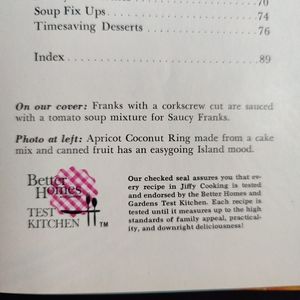 70
Soup Fix Ups 74
Timesaving Desserts 76
Index 89
On our cover: Franks with a corkscrew cut are sauced
with a tomato soup mixture for Saucy Franks.
Photo at left: Apricot Coconut Ring made from a cake
mix and canned fruit has an easygoing Island mood.
Better
Homes
TEST
KITCHEN TM
Our checked seal assures you that ev-
ery recipe in Jiffy Cooking is tested
and endorsed by the Better Homes and
Gardens Test Kitchen. Each recipe is
tested until it measures up to the high
standards of family appeal, practical-
ity, and downright deliciousness!